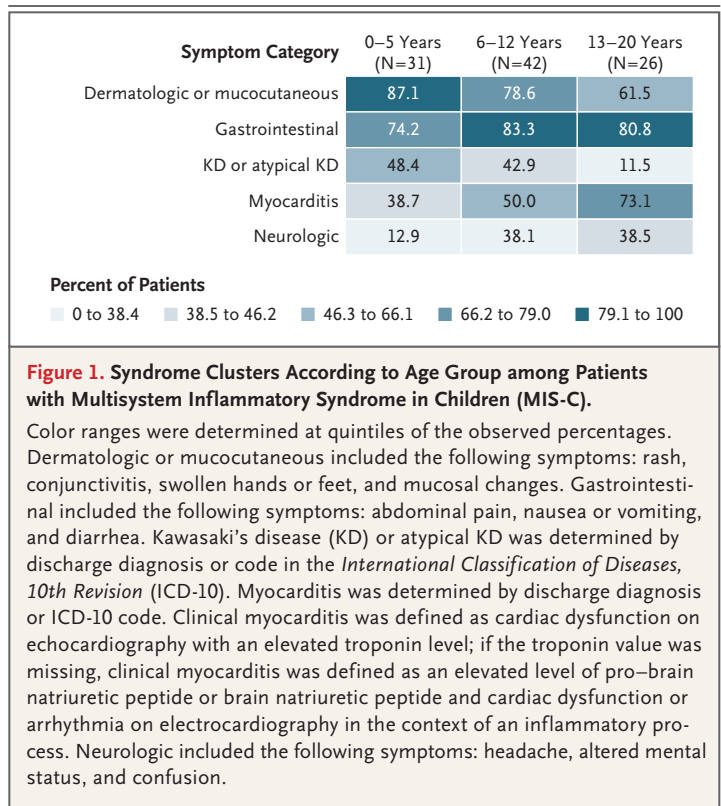 Symptom Category 0–5 Years (N=31) 6–12 Years (N=42) 13–20 Years (N=26)
Dermatologic or mucocutaneous 87.1 78.6 61.5
Gastrointestinal 74.2 83.3 80.8
KD or atypical KD 48.4 42.9 11.5
Myocarditis 38.7 50.0 73.1
Neurologic 12.9 38.1 38.5
Percent of Patients
0 to 38.4 38.5 to 46.2 46.3 to 66.1 66.2 to 79.0 79.1 to 100
Figure 1. Syndrome Clusters According to Age Group among Patients
with Multisystem Inflammatory Syndrome in Children (MIS-C).
Color ranges were determined at quintiles of the observed percentages.
Dermatologic or mucocutaneous included the following symptoms: rash,
conjunctivitis, swollen hands or feet, and mucosal changes. Gastrointesti-
nal included the following symptoms: abdominal pain, nausea or vomiting,
and diarrhea. Kawasaki's disease (KD) or atypical KD was determined by
discharge diagnosis or code in the International Classification of Diseases,
10th Revision (ICD-10). Myocarditis was determined by discharge diagnosis
or ICD-10 code. Clinical myocarditis was defined as cardiac dysfunction on
echocardiography with an elevated troponin level; if the troponin value was
missing, clinical myocarditis was defined as an elevated level of pro–brain
natriuretic peptide or brain natriuretic peptide and cardiac dysfunction or
arrhythmia on electrocardiography in the context of an inflammatory pro-
cess. Neurologic included the following symptoms: headache, altered mental
status, and confusion.